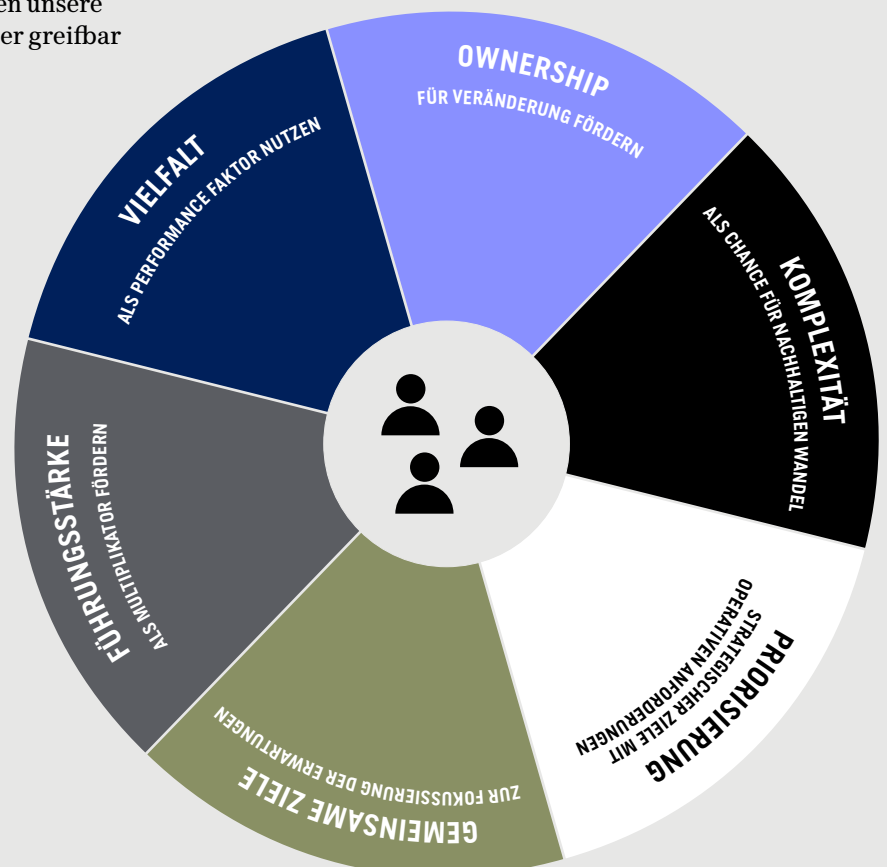 en unsere
er greifbar
OWNERSHIP
FÜR VERÄNDERUNG FÖRDERN
KOMPLEXITÄT
ALS CHANCE FÜR NACHHALTIGEN WANDEL
PRIORISIERUNG
STRATEGISCHER ZIELE MIT
OPERATIVEN ANFORDERUNGEN
GEMEINSAME ZIELE
ZUR FOKUSSIERUNG DER ERWARTUNGEN
FÜHRUNGSSTÄRKE
ALS MULTIPLIKATOR FÖRDERN
VIELFALT
ALS PERFORMANCE FAKTOR NUTZEN